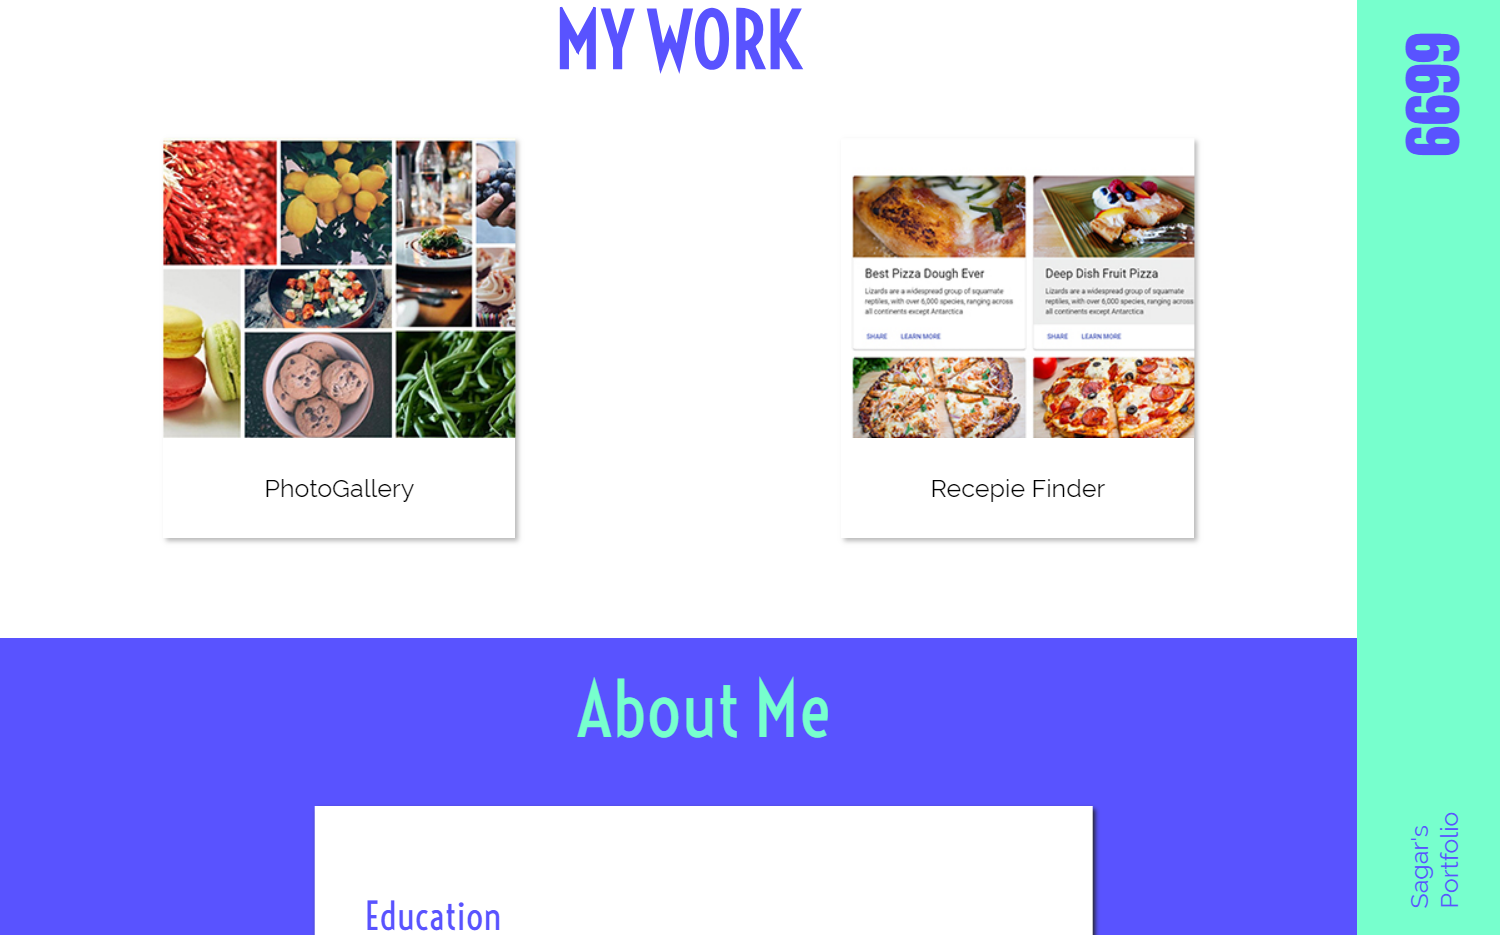 MY WORK
Best Pizza Dough Ever
Lizards are a widespread group of squamate
reptiles, with over 6,000 species, ranging across
all continents except Antarctica
SHARE LEARN MORE
Deep Dish Fruit Pizza
Lizards are a widespread group of squamate
reptiles, with over 6,000 species, ranging across
all continents except Antarctica
SHARE LEARN MORE
PhotoGallery
Recepie Finder
About Me
Education
6699
Sagar's
Portfolio